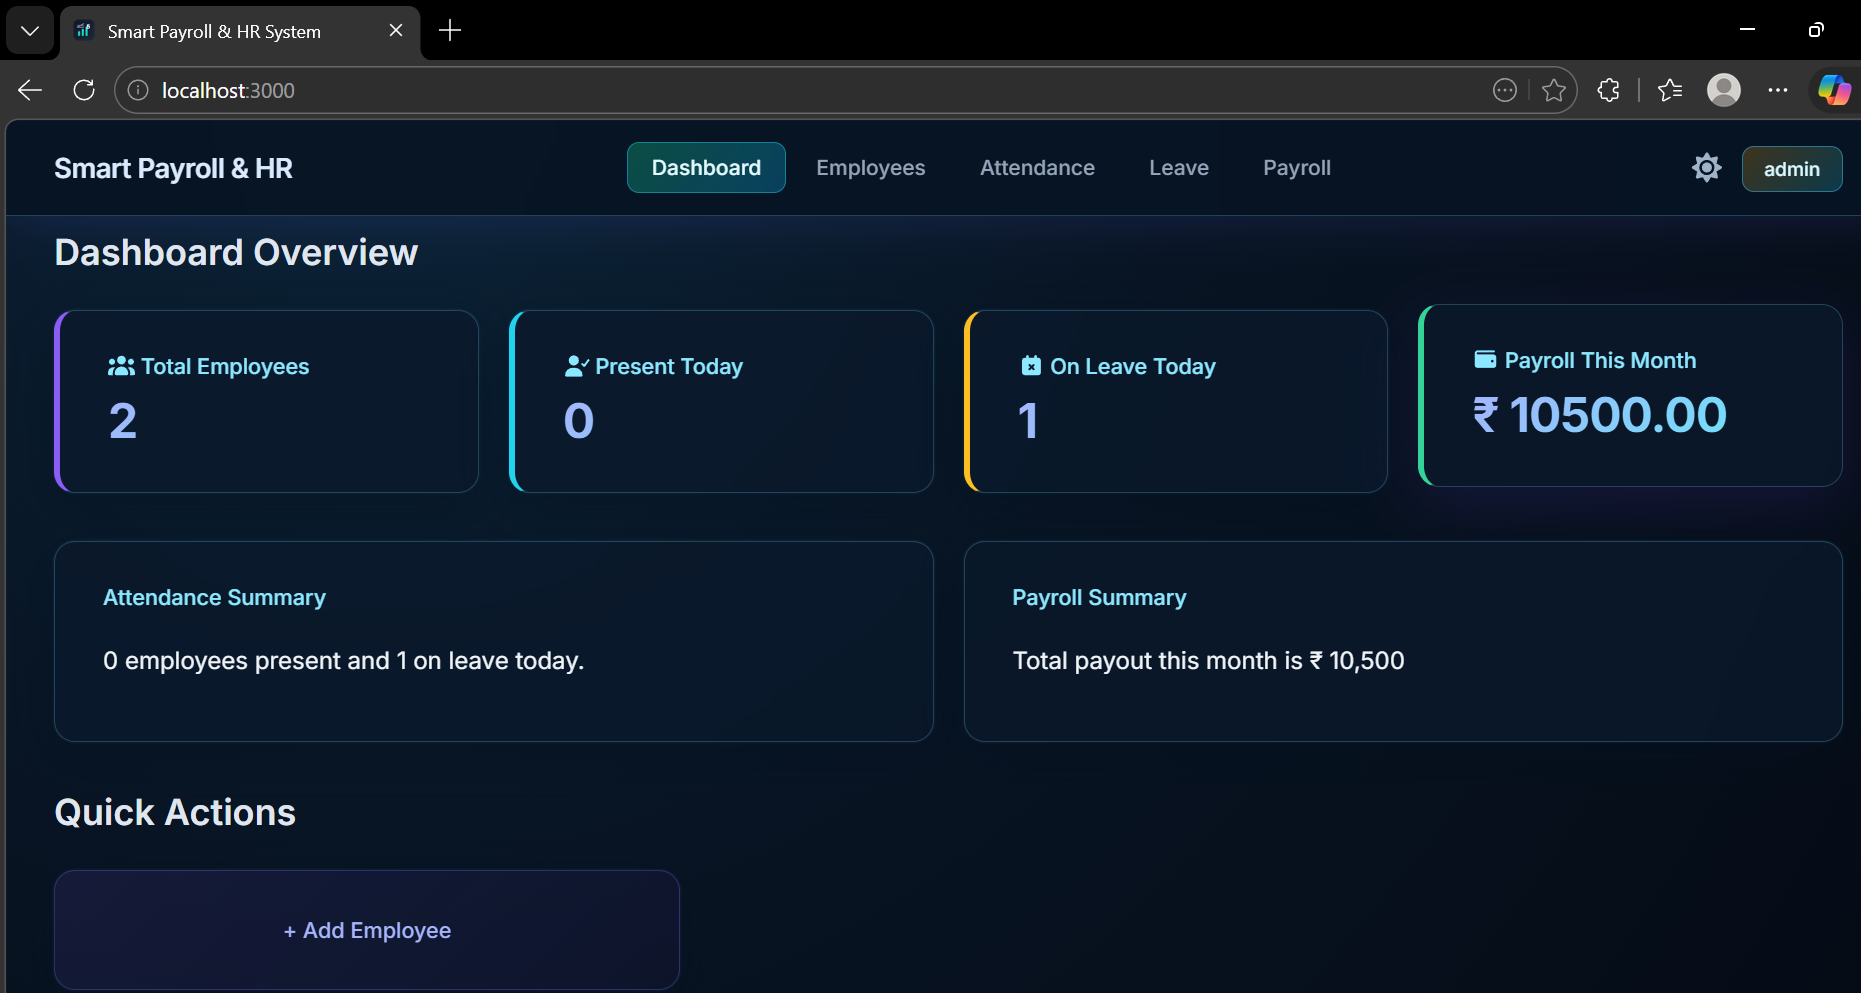 Smart Payroll & HR System
localhost:3000
Smart Payroll & HR
Dashboard
Employees
Attendance
Leave
Payroll
admin
Dashboard Overview
Total Employees
2
Present Today
0
On Leave Today
1
Payroll This Month
₹ 10500.00
Attendance Summary
0 employees present and 1 on leave today.
Payroll Summary
Total payout this month is ₹ 10,500
Quick Actions
+ Add Employee